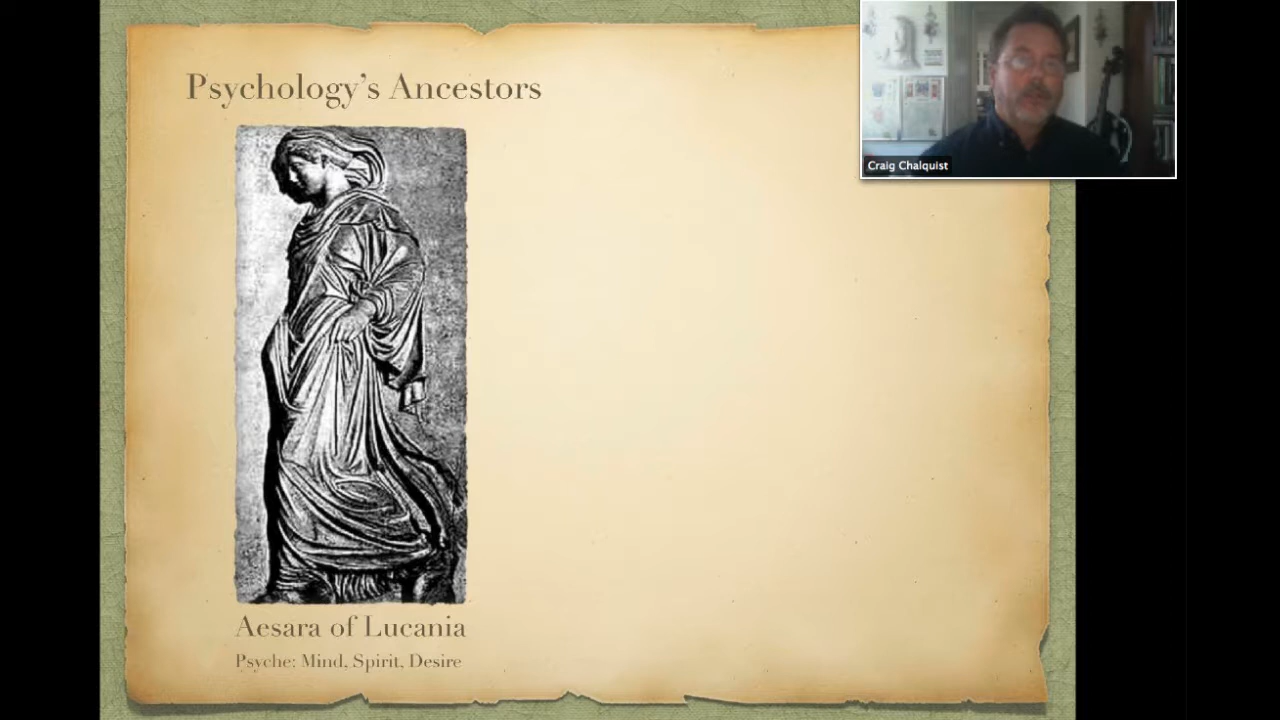 Psychology's Ancestors
Craig Chalquist
Aesara of Lucania
Psyche: Mind, Spirit, Desire